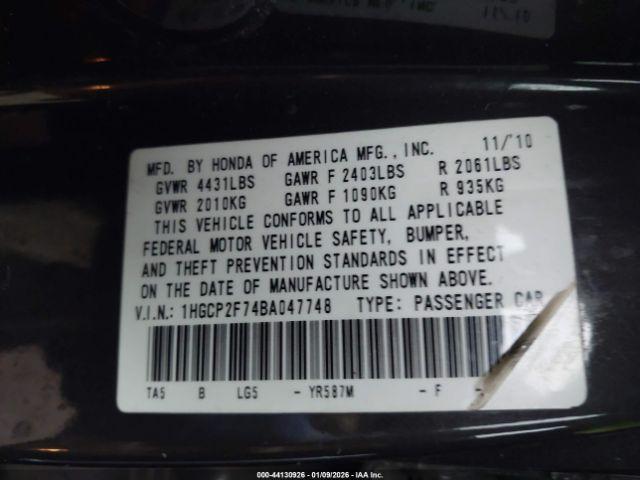 11/'10
MFD. BY HONDA OF AMERICA MFG., INC.
GVWR 4431LBS GAWR F 2403LBS R 2061LBS
GVWR 2010KG GAWR F 1090KG R 935KG
THIS VEHICLE CONFORMS TO ALL APPLICABLE
FEDERAL MOTOR VEHICLE SAFETY, BUMPER,
AND THEFT PREVENTION STANDARDS IN EFFECT
ON THE DATE OF MANUFACTURE SHOWN ABOVE.
V.I.N.: 1HGCP2F74BA047748 TYPE: PASSENGER CAR
TA5 B LG5 - YR587M - F -
000-44130926 | 01/09/2026 | IAA Inc.